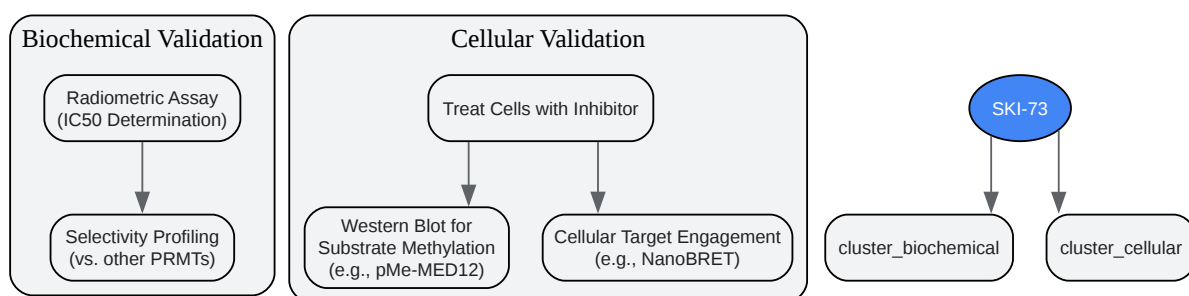 Biochemical Validation
Radiometric Assay
(IC50 Determination)
Selectivity Profiling
(vs. other PRMTs)
Cellular Validation
Treat Cells with Inhibitor
Western Blot for
Substrate Methylation
(e.g., pMe-MED12)
Cellular Target Engagement
(e.g., NanoBRET)
SKI-73
cluster_biochemical
cluster_cellular